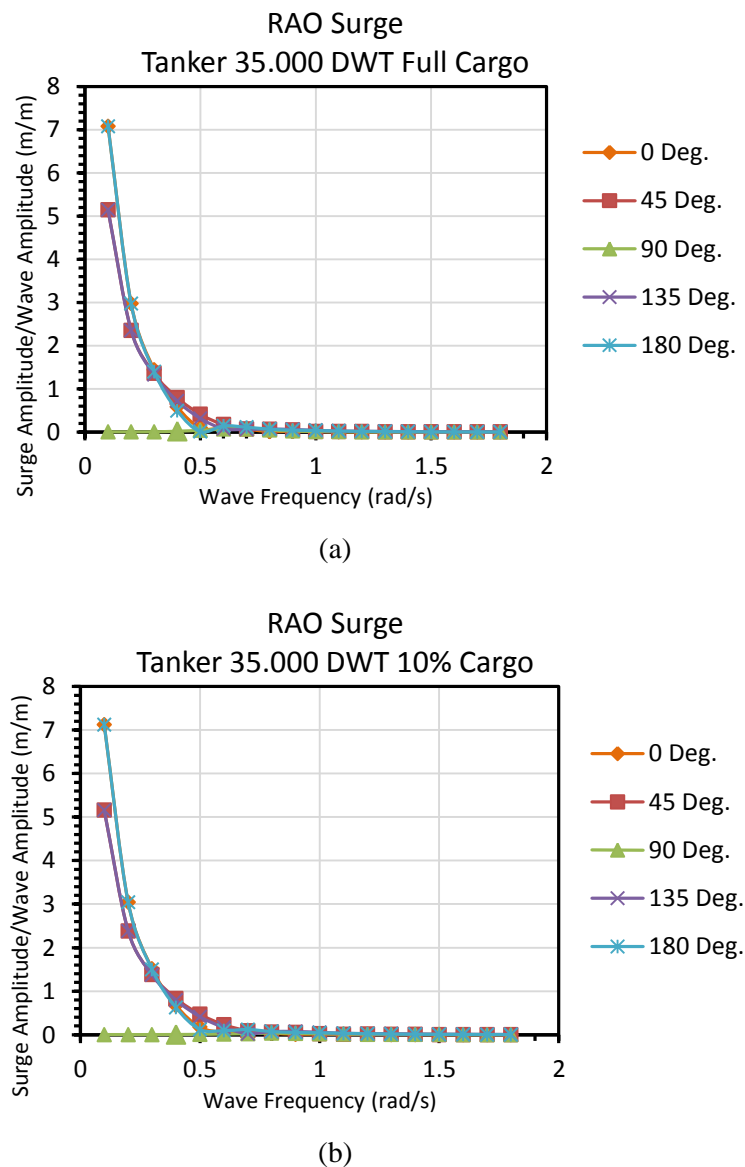 RAO Surge
Tanker 35.000 DWT Full Cargo
Surge Amplitude/Wave Amplitude (m/m)
8
7
6
5
4
3
2
1
0
0 0.5 1 1.5 2
Wave Frequency (rad/s)
0 Deg.
45 Deg.
90 Deg.
135 Deg.
180 Deg.
(a)
RAO Surge
Tanker 35.000 DWT 10% Cargo
Surge Amplitude/Wave Amplitude (m/m)
8
7
6
5
4
3
2
1
0
0 0.5 1 1.5 2
Wave Frequency (rad/s)
0 Deg.
45 Deg.
90 Deg.
135 Deg.
180 Deg.
(b)